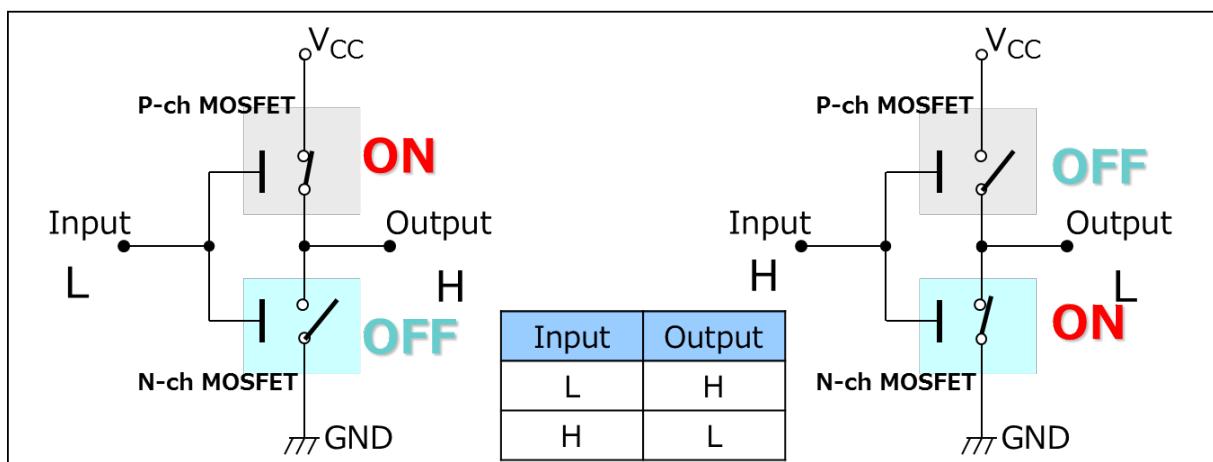 VCC
P-ch MOSFET
ON
Input
Output
L
H
OFF
N-ch MOSFET
GND
Input Output
L H
H L
VCC
P-ch MOSFET
OFF
Input
Output
H
L
ON
N-ch MOSFET
GND